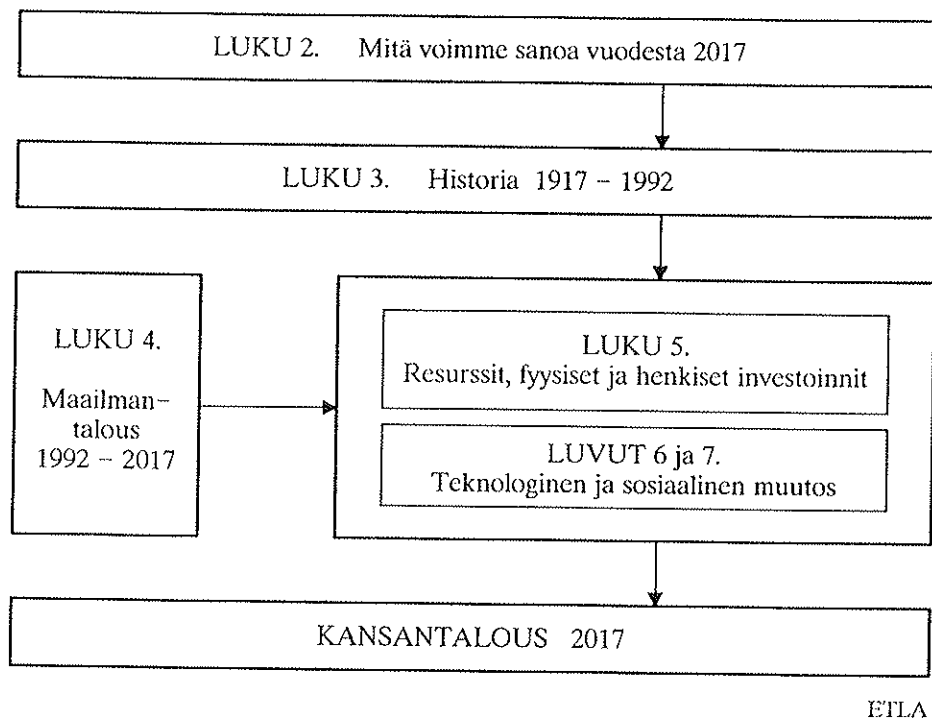 LUKU 2. Mitä voimme sanoa vuodesta 2017
LUKU 3. Historia 1917 – 1992
LUKU 4.
Maailman–
talous
1992 – 2017
LUKU 5.
Resurssit, fyysiset ja henkiset investoinnit
LUVUT 6 ja 7.
Teknologinen ja sosiaalinen muutos
KANSANTALOUS 2017
ETLA